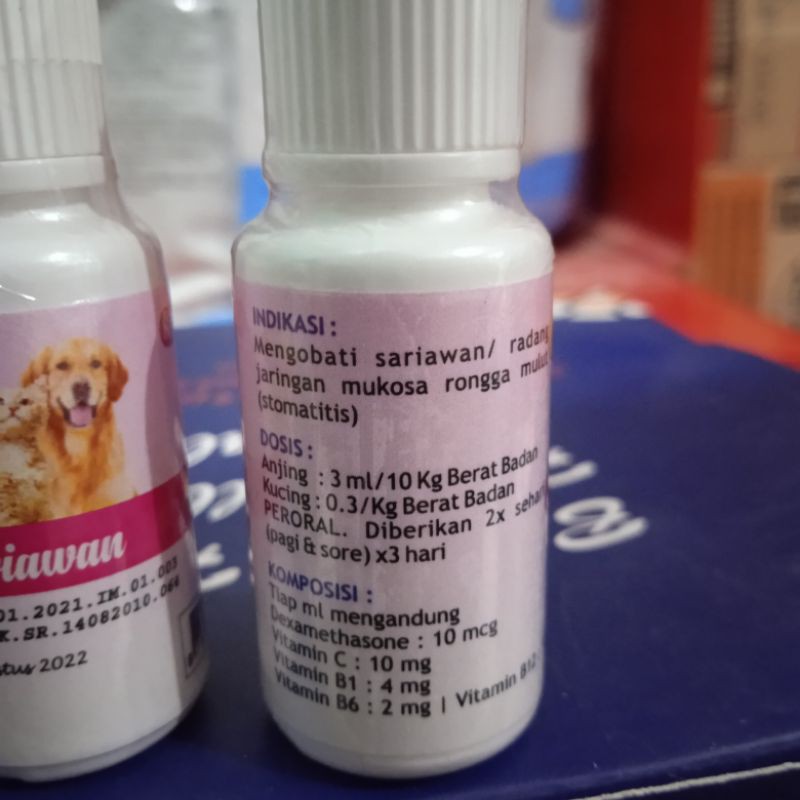 INDIKASI :
Mengobati sariawan/ radang
jaringan mukosa rongga mulut
(stomatitis)
DOSIS :
Anjing : 3 ml/10 Kg Berat Badan
Kucing : 0.3/Kg Berat Badan
PERORAL. Diberikan 2x sehari
(pagi & sore) x3 hari
KOMPOSISI :
Tiap ml mengandung
Dexamethasone : 10 mcg
Vitamin C : 10 mg
Vitamin B1 : 4 mg
Vitamin B6 : 2 mg | Vitamin B12
iawan
01.2021.IM.01.003
K.SR.14082010.064
stus 2022